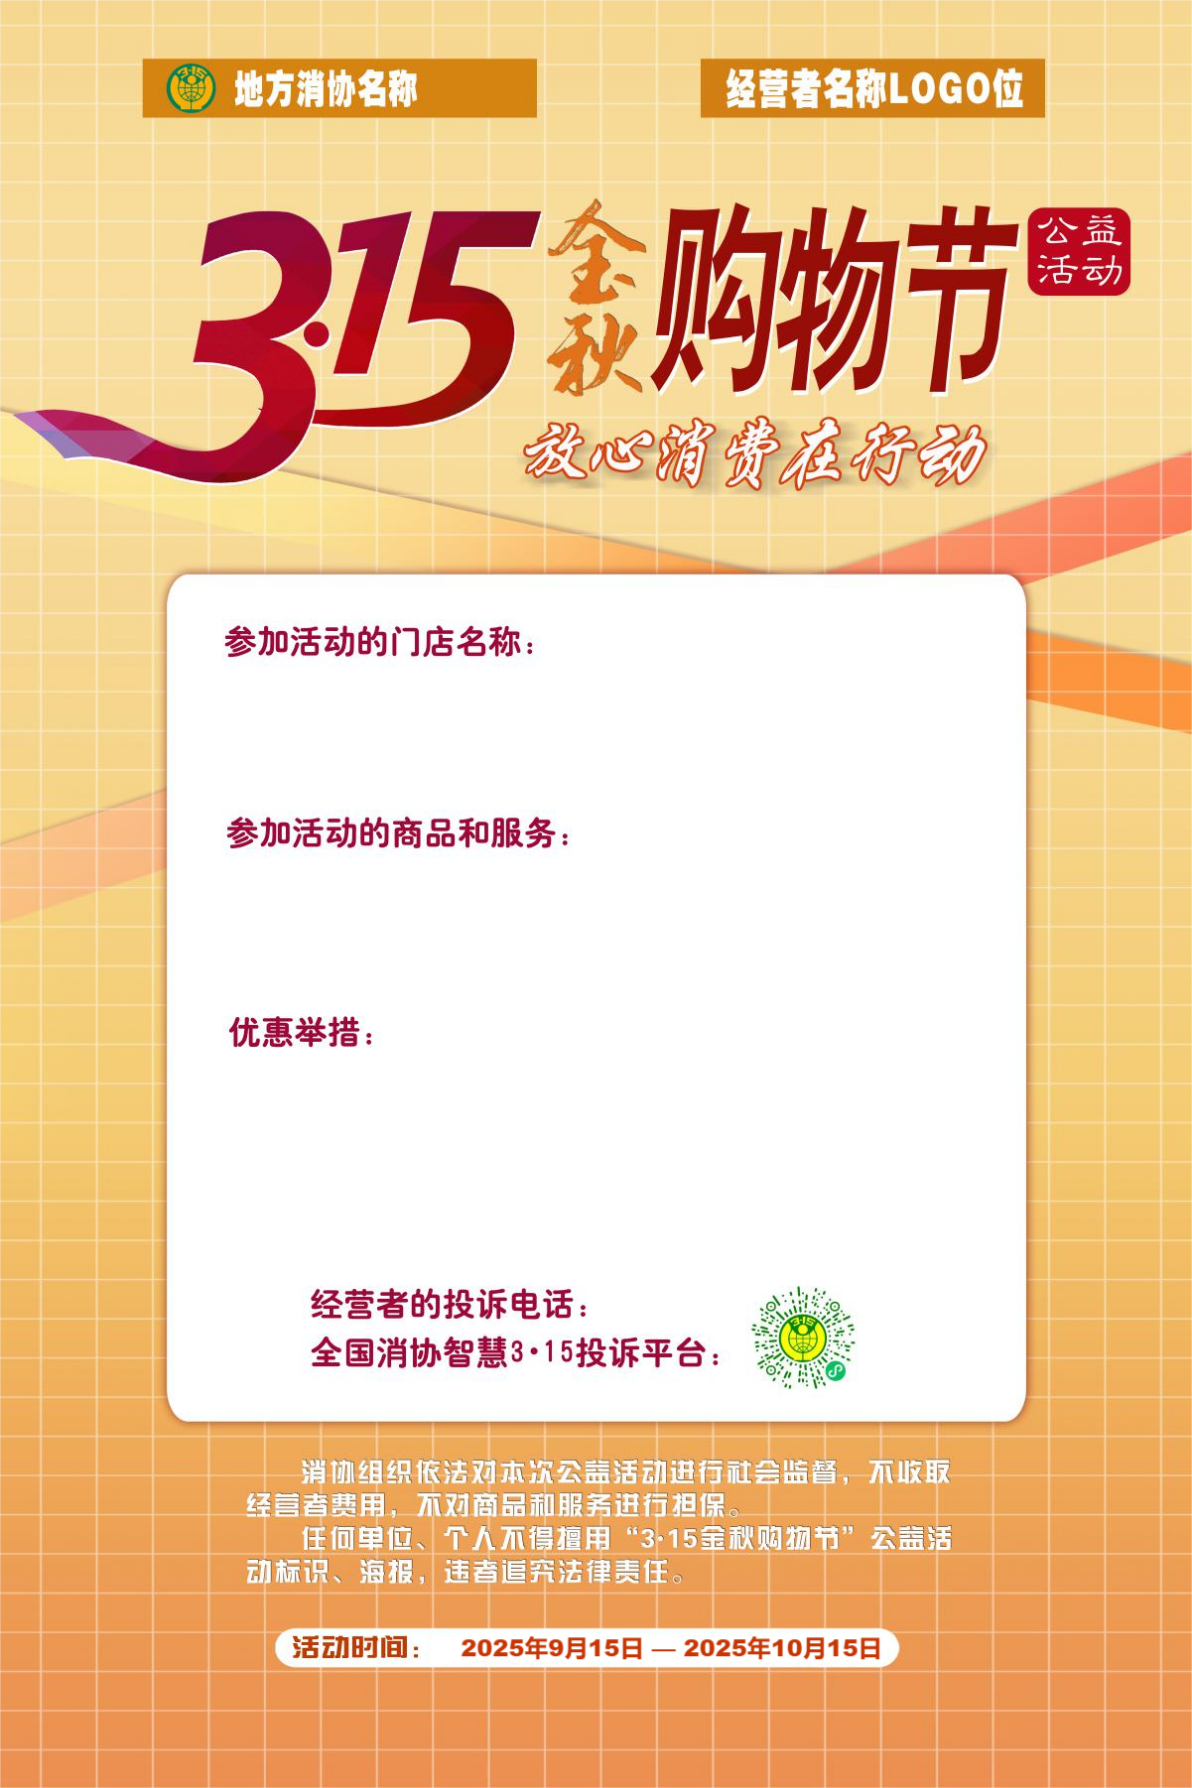 地方消协名称
经营者名称LOGO位
3·15
金秋
购物节
公益
活动
放心消费在行动
参加活动的门店名称：
参加活动的商品和服务：
优惠举措：
经营者的投诉电话：
全国消协智慧3·15投诉平台：
消协组织依法对本次公益活动进行社会监督，不收取
经营者费用，不对商品和服务进行担保。
任何单位、个人不得擅用“3·15金秋购物节”公益活
动标识、海报，违者追究法律责任。
活动时间： 2025年9月15日 — 2025年10月15日